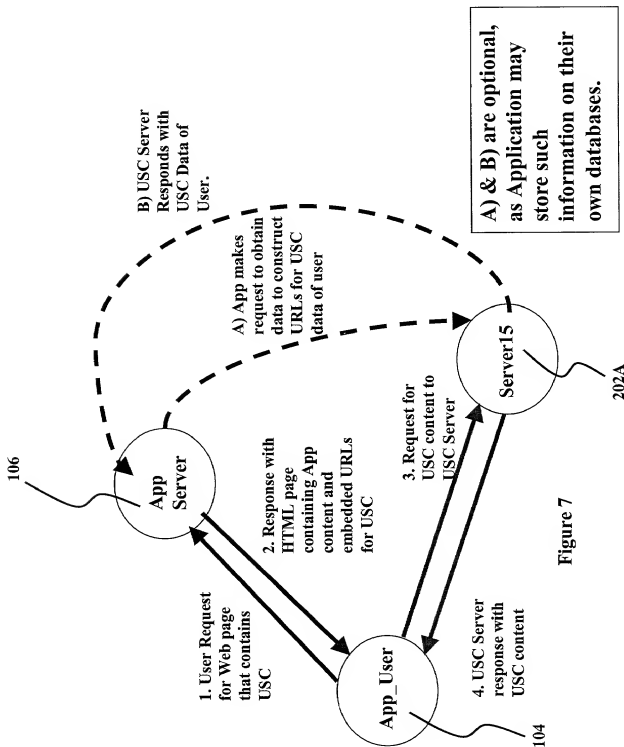 106
App
Server
B) USC Server
Responds with
USC Data of
User.
A) App makes
request to obtain
data to construct
URLs for USC
data of user
1. User Request
for Web page
that contains
USC
2. Response with
HTML page
containing App
content and
embedded URLs
for USC
App_User
104
3. Request for
USC content to
USC Server
4. USC Server
response with
USC content
Server15
202A
A) & B) are optional,
as Application may
store such
information on their
own databases.
Figure 7